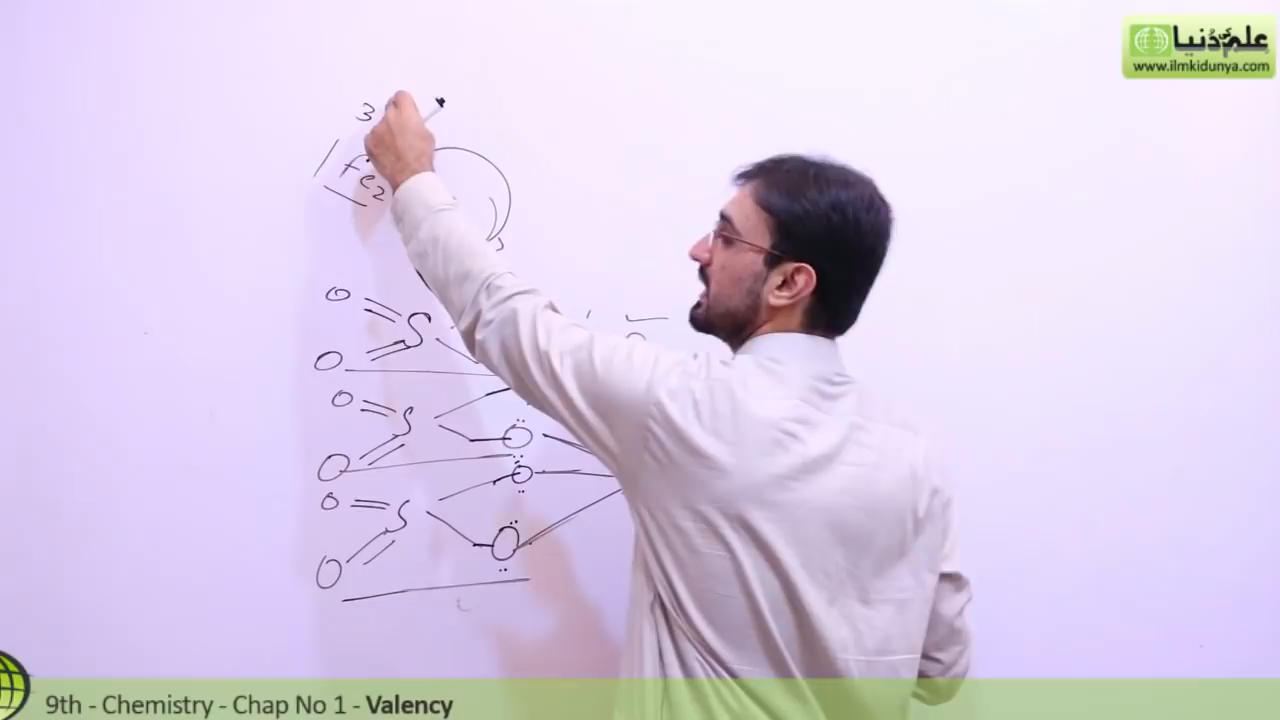 علم کی دنیا
www.ilmkidunya.com
3
Fe2
O
S
O
O
S
O
O
O
O
S
O
O
9th - Chemistry - Chap No 1 - Valency